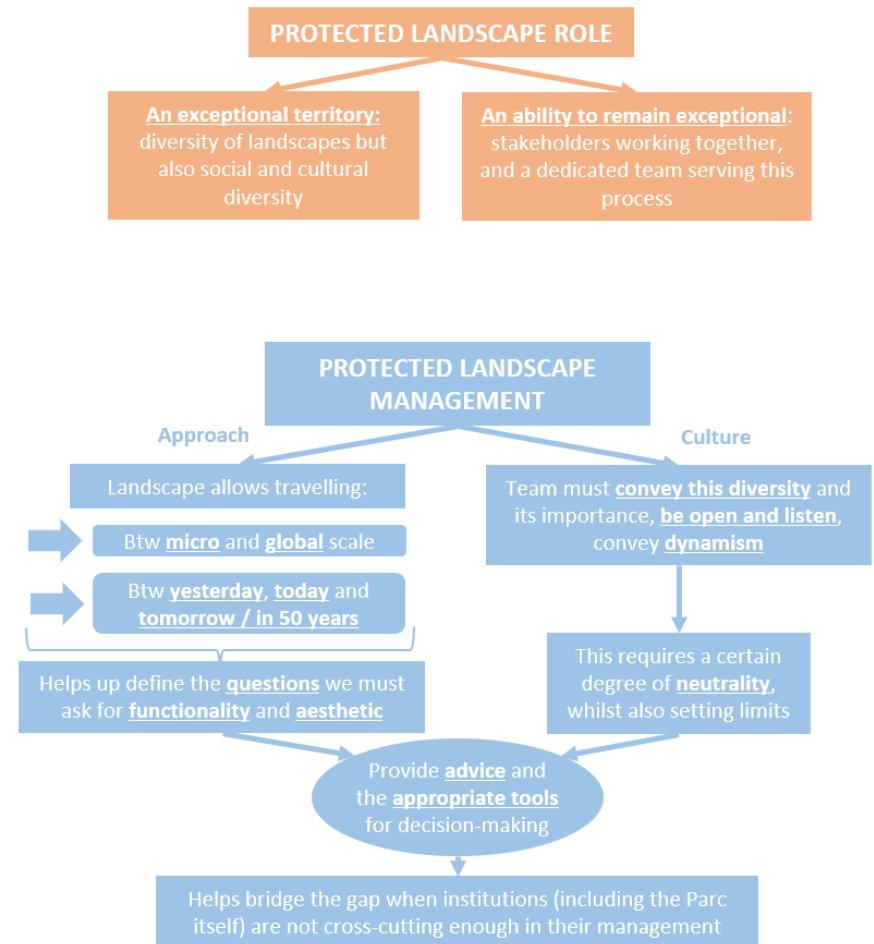 PROTECTED LANDSCAPE ROLE
An exceptional territory:
diversity of landscapes but
also social and cultural
diversity
An ability to remain exceptional:
stakeholders working together,
and a dedicated team serving this
process
PROTECTED LANDSCAPE
MANAGEMENT
Approach
Culture
Landscape allows travelling:
Btw micro and global scale
Btw yesterday, today and
tomorrow / in 50 years
Helps up define the questions we must
ask for functionality and aesthetic
Team must convey this diversity and
its importance, be open and listen,
convey dynamism
This requires a certain
degree of neutrality,
whilst also setting limits
Provide advice and
the appropriate tools
for decision-making
Helps bridge the gap when institutions (including the Parc
itself) are not cross-cutting enough in their management